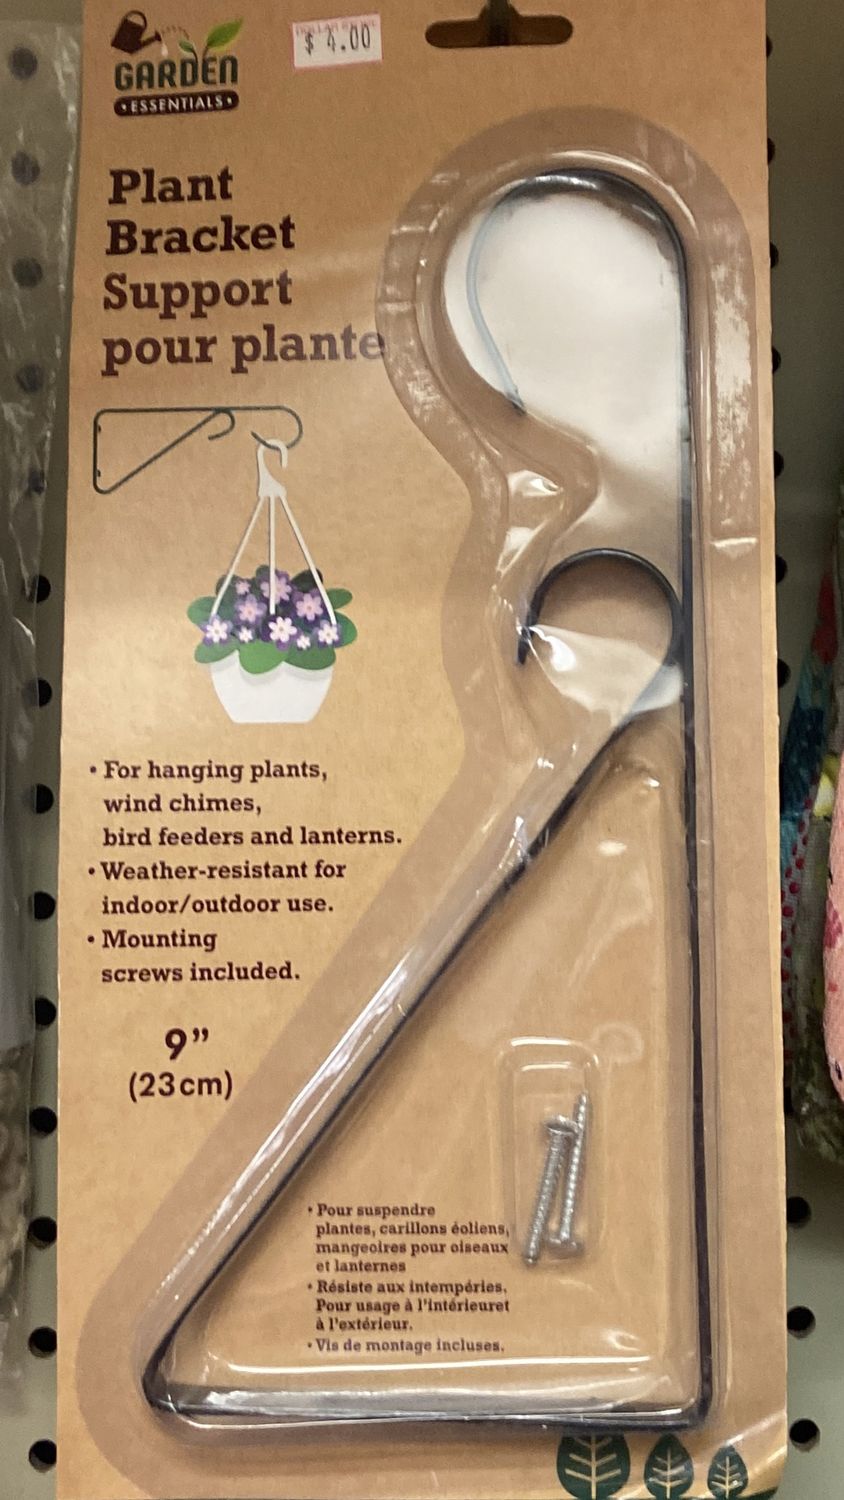 $ 4.00
GARDEN
•ESSENTIALS•
Plant
Bracket
Support
pour plante
• For hanging plants,
wind chimes,
bird feeders and lanterns.
• Weather-resistant for
indoor/outdoor use.
• Mounting
screws included.
9”
(23cm)
• Pour suspendre
plantes, carillons éoliens,
mangeoires pour oiseaux
et lanternes
• Résiste aux intempéries.
Pour usage à l'intérieuret
à l'extérieur.
• Vis de montage incluses.